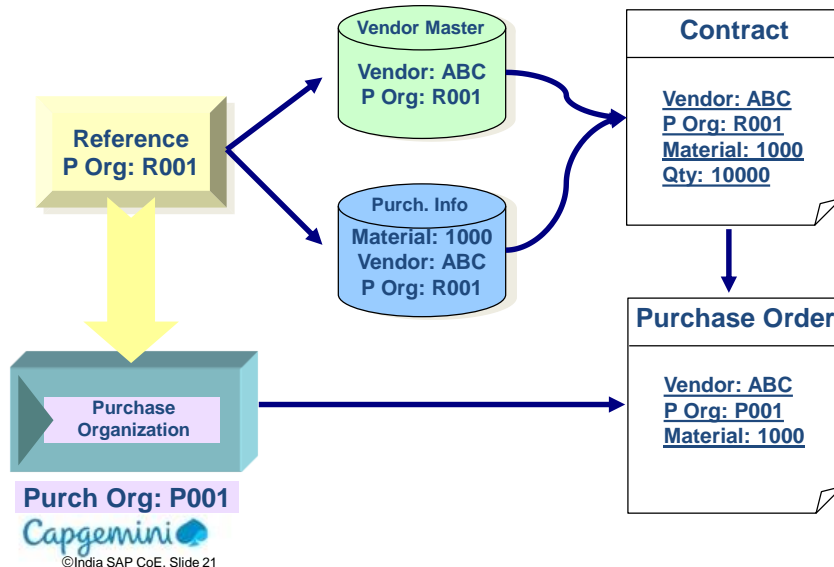 Vendor Master
Vendor: ABC
P Org: R001
Contract
Vendor: ABC
P Org: R001
Material: 1000
Qty: 10000
Reference
P Org: R001
Purch. Info
Material: 1000
Vendor: ABC
P Org: R001
Purchase Order
Vendor: ABC
P Org: P001
Material: 1000
Purchase
Organization
Purch Org: P001
Capgemini
©India SAP CoE, Slide 21